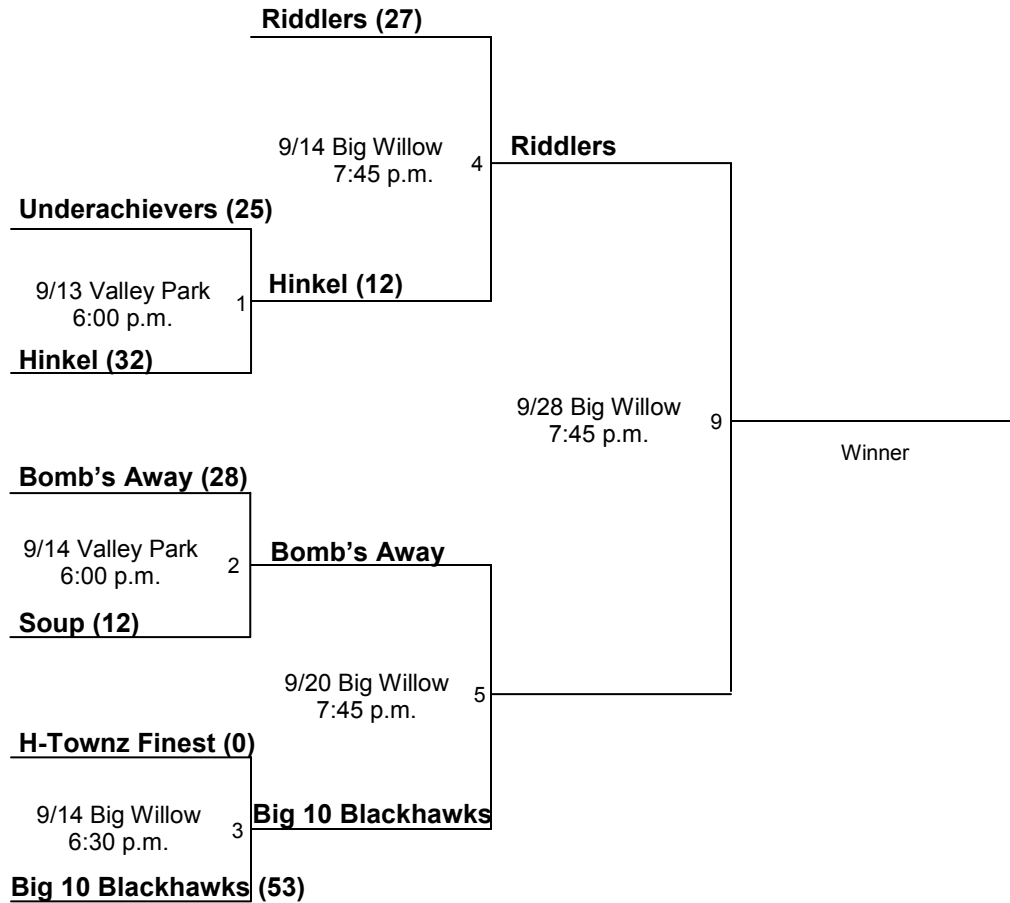 Riddlers (27)
9/14 Big Willow
7:45 p.m.
4
Riddlers
Underachievers (25)
9/13 Valley Park
6:00 p.m.
1
Hinkel (12)
Hinkel (32)
9/28 Big Willow
7:45 p.m.
9
Winner
Bomb’s Away (28)
9/14 Valley Park
6:00 p.m.
2
Bomb’s Away
Soup (12)
9/20 Big Willow
7:45 p.m.
5
H-Townz Finest (0)
9/14 Big Willow
6:30 p.m.
3
Big 10 Blackhawks
Big 10 Blackhawks (53)